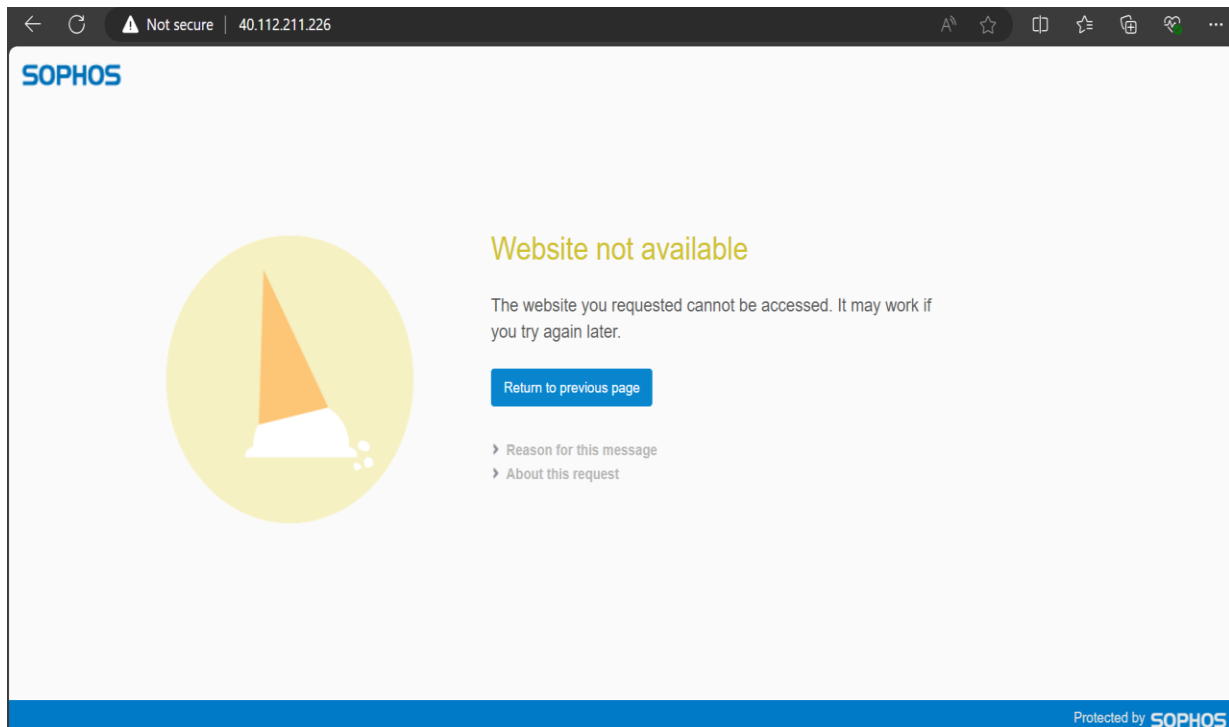 Not secure 40.112.211.226
SOPHOS
Website not available
The website you requested cannot be accessed. It may work if
you try again later.
Return to previous page
Reason for this message
About this request
Protected by SOPHOS